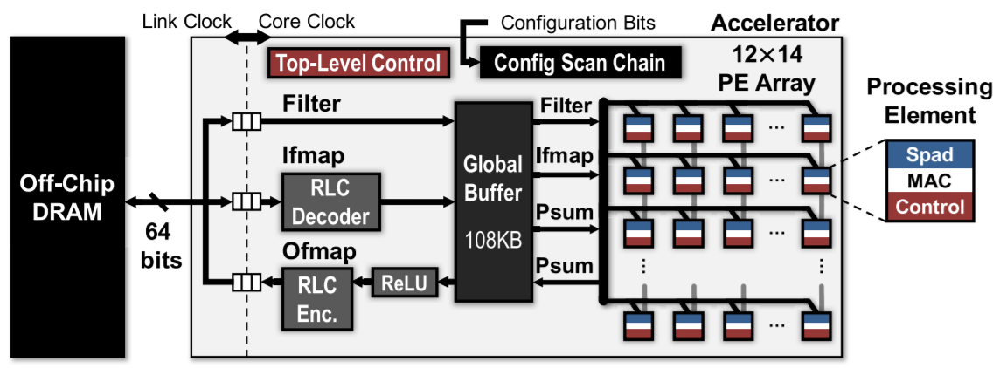 Link Clock
Core Clock
Configuration Bits
Accelerator
12×14
PE Array
Top-Level Control
Config Scan Chain
Processing
Element
Off-Chip
DRAM
64
bits
Filter
Ifmap
RLC
Decoder
Ofmap
RLC
Enc.
ReLU
Global
Buffer
108KB
Filter
Ifmap
Psum
Psum
...
...
...
...
...
...
Spad
MAC
Control